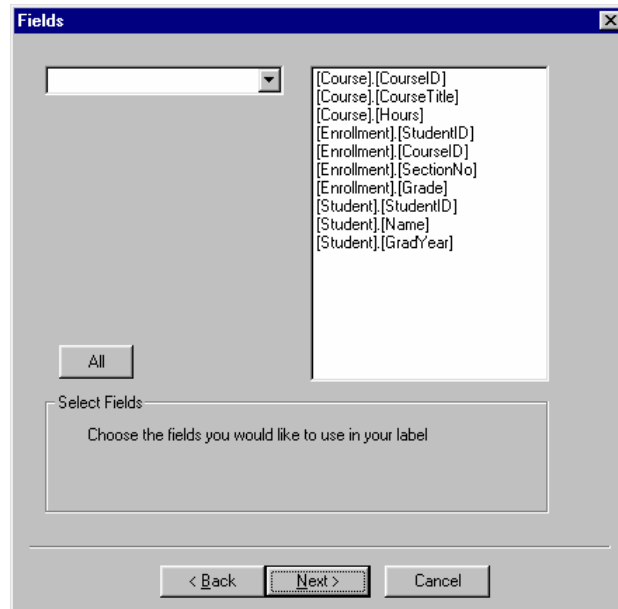 Fields
[Course].[CourseID]
[Course].[CourseTitle]
[Course].[Hours]
[Enrollment].[StudentID]
[Enrollment].[CourseID]
[Enrollment].[SectionNo]
[Enrollment].[Grade]
[Student].[StudentID]
[Student].[Name]
[Student].[GradYear]
All
Select Fields
Choose the fields you would like to use in your label
< Back Next > Cancel